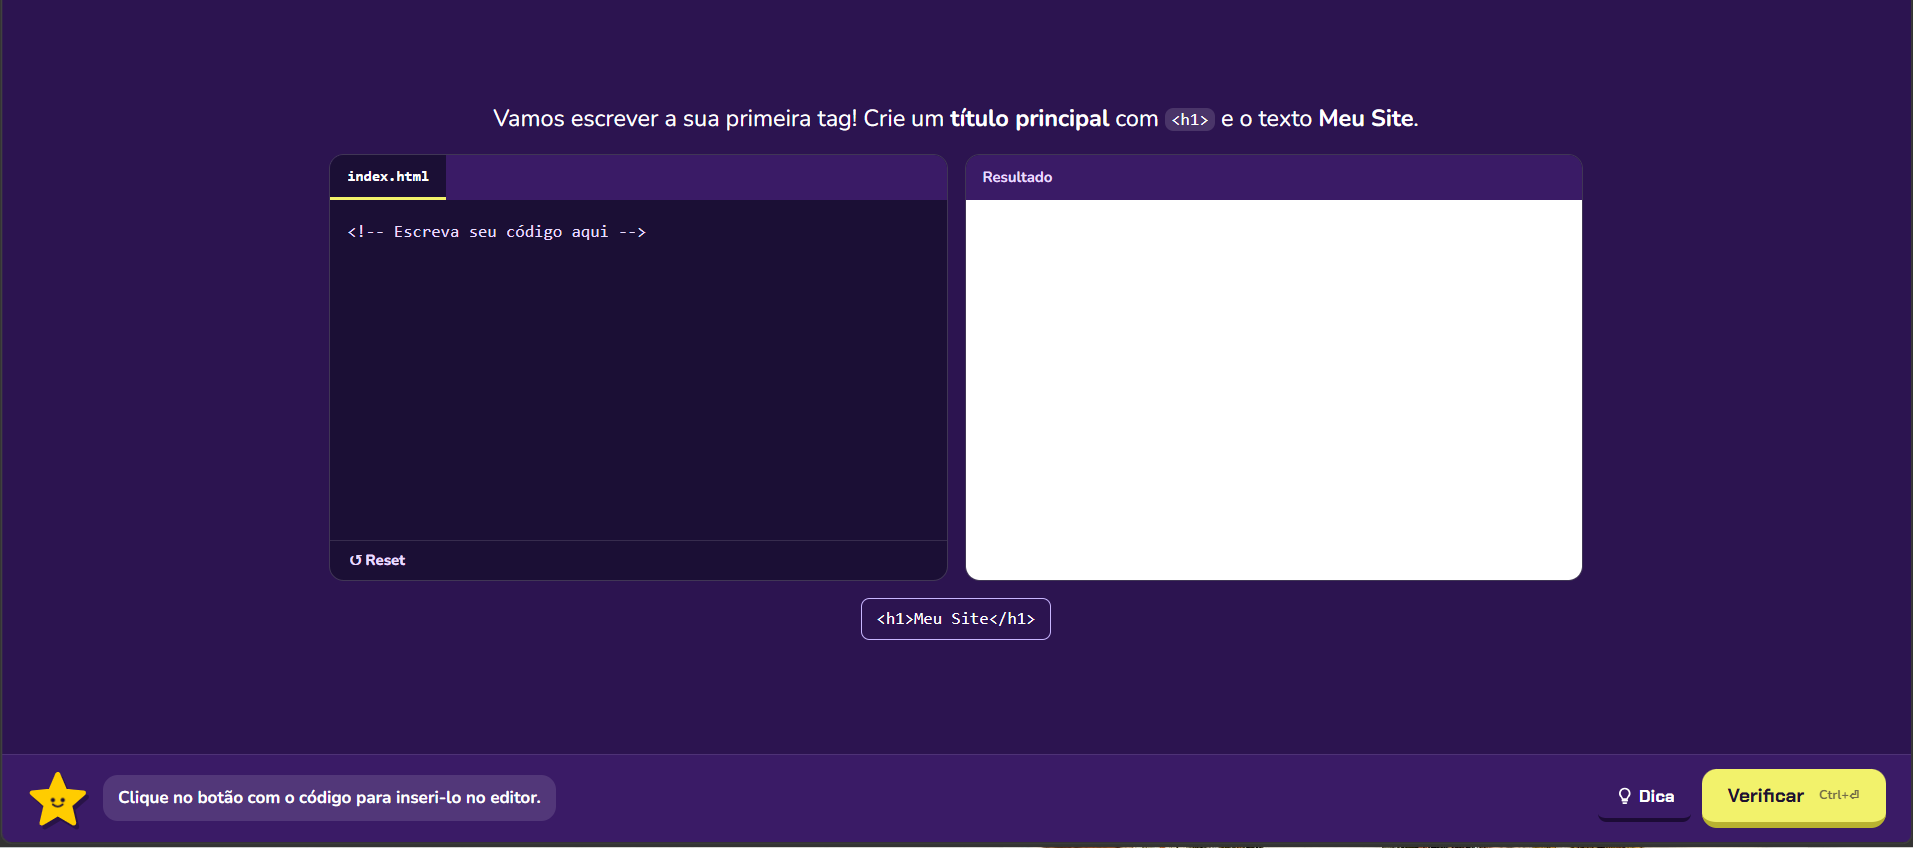 Vamos escrever a sua primeira tag! Crie um título principal com <h1> e o texto Meu Site.
index.html
<!-- Escreva seu código aqui -->
↺ Reset
Resultado
<h1>Meu Site</h1>
Clique no botão com o código para inseri-lo no editor.
Dica
Verificar Ctrl+⏎